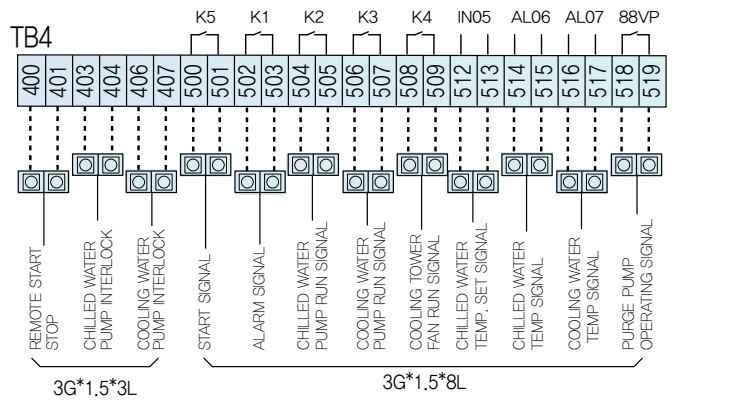 K5 K1 K2 K3 K4 IN05 AL06 AL07 88VP
TB4
400 401 403 404 406 407 500 501 502 503 504 505 506 507 508 509 512 513 514 515 516 517 518 519
REMOTE START
STOP
CHILLED WATER
PUMP INTERLOCK
COOLING WATER
PUMP INTERLOCK
START SIGNAL
ALARM SIGNAL
CHILLED WATER
PUMP RUN SIGNAL
COOLING WATER
PUMP RUN SIGNAL
COOLING TOWER
FAN RUN SIGNAL
CHILLED WATER
TEMP. SET SIGNAL
CHILLED WATER
TEMP SIGNAL
COOLING WATER
TEMP SIGNAL
PURGE PUMP
OPERATING SIGNAL
3G*1.5*3L
3G*1.5*8L